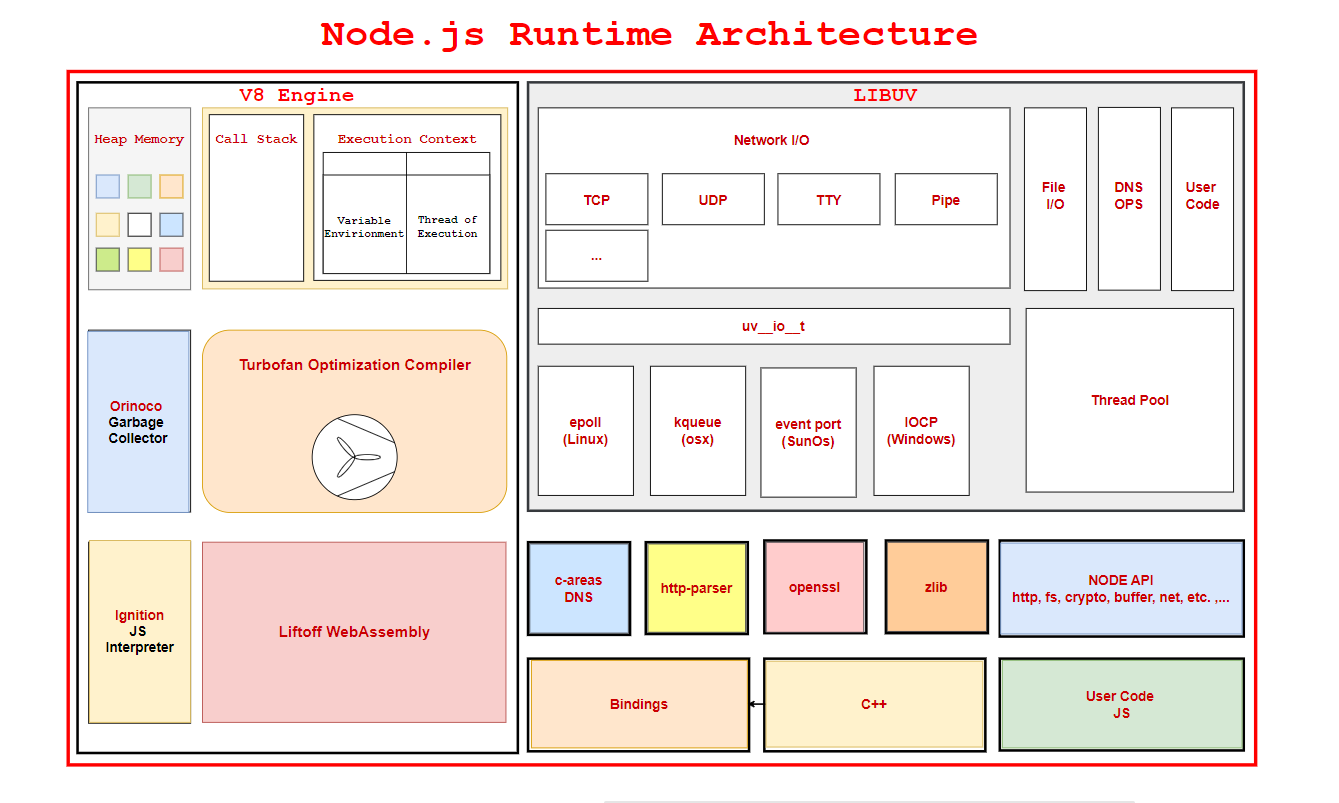 Node.js Runtime Architecture
V8 Engine
Heap Memory
Call Stack
Execution Context
Variable
Envirionment
Thread of
Execution
Orinoco
Garbage
Collector
Turbofan Optimization Compiler
Ignition
JS
Interpreter
Liftoff WebAssembly
LIBUV
Network I/O
TCP
UDP
TTY
Pipe
...
File
I/O
DNS
OPS
User
Code
uv__io__t
epoll
(Linux)
kqueue
(osx)
event port
(SunOs)
IOCP
(Windows)
Thread Pool
c-areas
DNS
http-parser
openssl
zlib
NODE API
http, fs, crypto, buffer, net, etc. ,...
Bindings
C++
User Code
JS